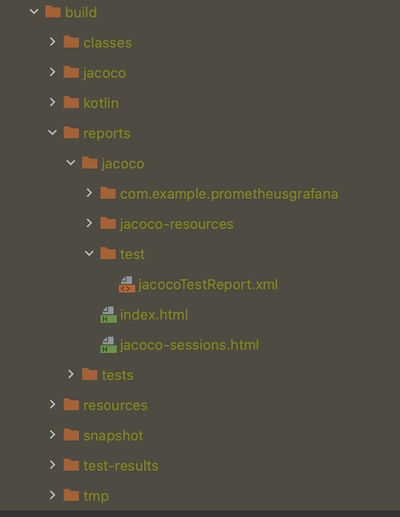 build
classes
jacoco
kotlin
reports
jacoco
com.example.prometheusgrafana
jacoco-resources
test
jacocoTestReport.xml
index.html
jacoco-sessions.html
tests
resources
snapshot
test-results
tmp